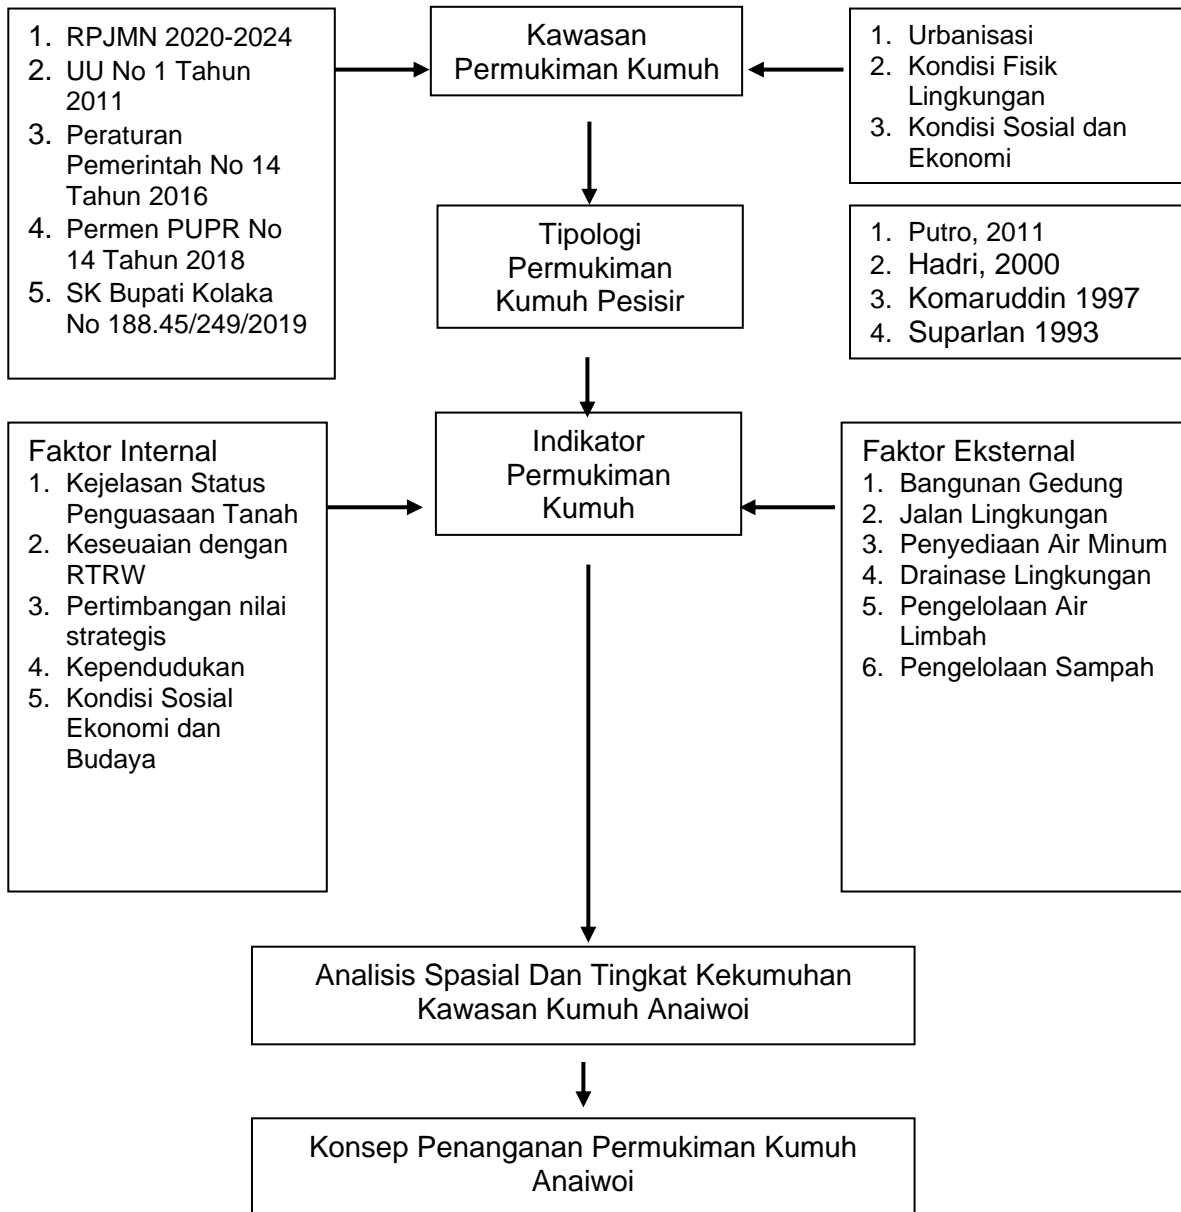 1. RPJMN 2020-2024
2. UU No 1 Tahun
2011
3. Peraturan
Pemerintah No 14
Tahun 2016
4. Permen PUPR No
14 Tahun 2018
5. SK Bupati Kolaka
No 188.45/249/2019
Kawasan
Permukiman Kumuh
1. Urbanisasi
2. Kondisi Fisik
Lingkungan
3. Kondisi Sosial dan
Ekonomi
Tipologi
Permukiman
Kumuh Pesisir
1. Putro, 2011
2. Hadri, 2000
3. Komaruddin 1997
4. Suparlan 1993
Faktor Internal
1. Kejelasan Status
Penguasaan Tanah
2. Keseuaian dengan
RTRW
3. Pertimbangan nilai
strategis
4. Kependudukan
5. Kondisi Sosial
Ekonomi dan
Budaya
Indikator
Permukiman
Kumuh
Faktor Eksternal
1. Bangunan Gedung
2. Jalan Lingkungan
3. Penyediaan Air Minum
4. Drainase Lingkungan
5. Pengelolaan Air
Limbah
6. Pengelolaan Sampah
Analisis Spasial Dan Tingkat Kekumuhan
Kawasan Kumuh Anaiwoi
Konsep Penanganan Permukiman Kumuh
Anaiwoi